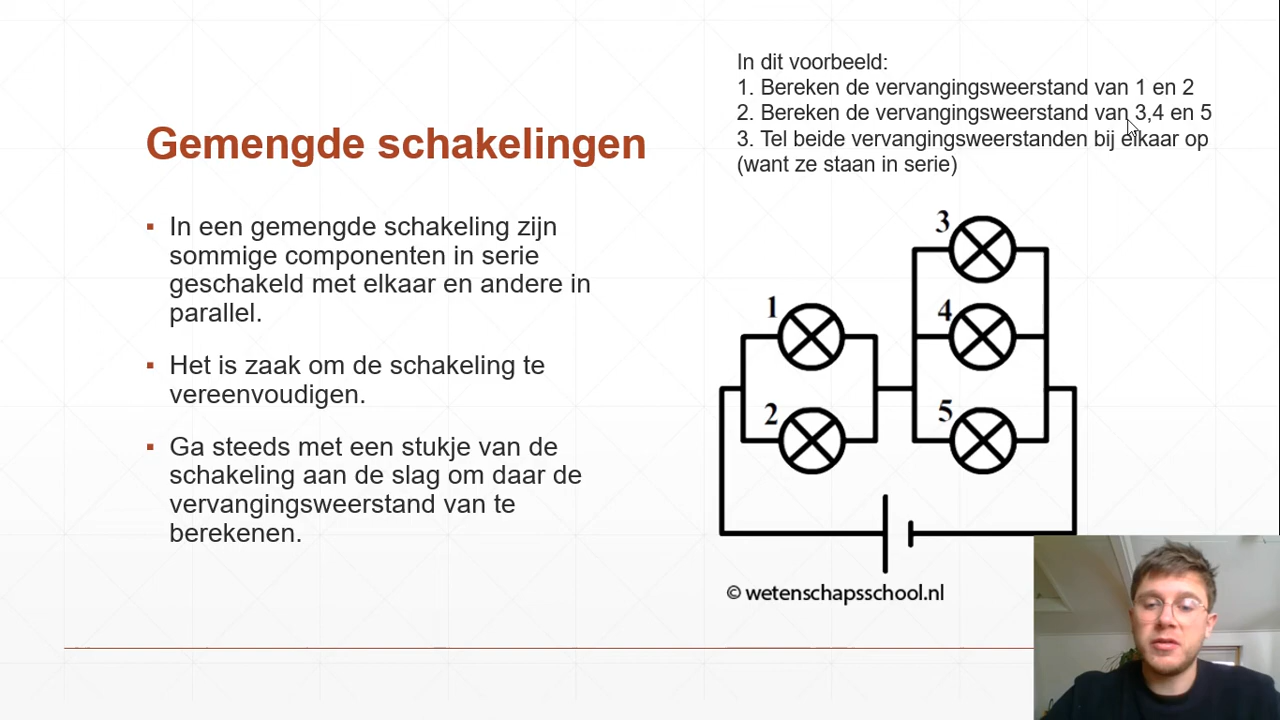 Gemengde schakelingen
▪ In een gemengde schakeling zijn
sommige componenten in serie
geschakeld met elkaar en andere in
parallel.
▪ Het is zaak om de schakeling te
vereenvoudigen.
▪ Ga steeds met een stukje van de
schakeling aan de slag om daar de
vervangingsweerstand van te
berekenen.
In dit voorbeeld:
1. Bereken de vervangingsweerstand van 1 en 2
2. Bereken de vervangingsweerstand van 3,4 en 5
3. Tel beide vervangingsweerstanden bij elkaar op
(want ze staan in serie)
3
1
4
2
5
© wetenschapsschool.nl